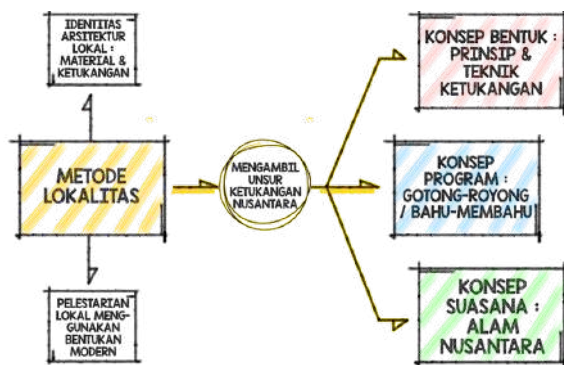 IDENTITAS
ARSITEKTUR
LOKAL :
MATERIAL &
KETUKANGAN
METODE
LOKALITAS
PELESTARIAN
LOKAL MENG-
GUNAKAN
BENTUKAN
MODERN
MENGAMBIL
UNSUR
KETUKANGAN
NUSANTARA
KONSEP BENTUK :
PRINSIP &
TEKNIK
KETUKANGAN
KONSEP
PROGRAM :
GOTONG-ROYONG
/ BAHU-MEMBAHU
KONSEP
SUASANA :
ALAM
NUSANTARA